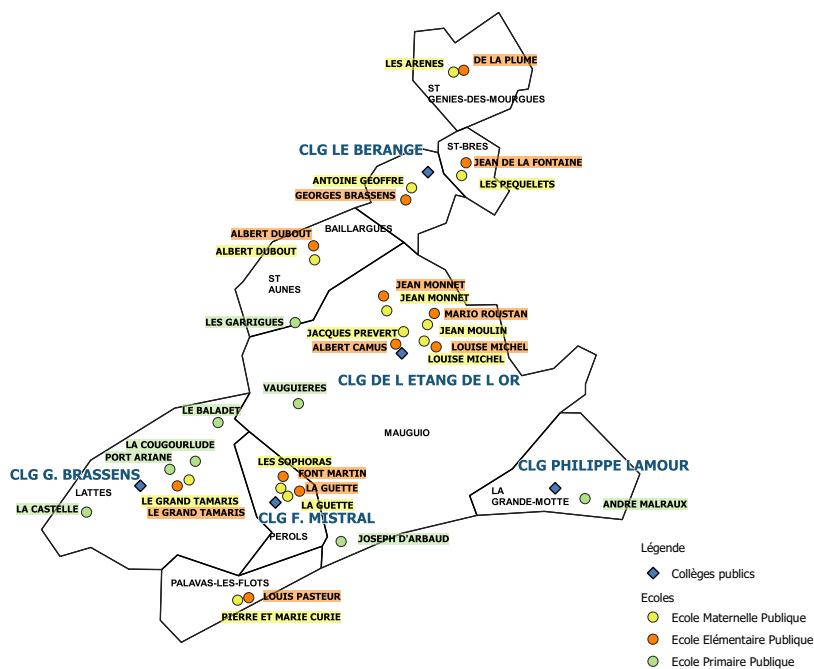 LES ARENES
DE LA PLUME
ST
GENIES-DES-MOURGUES
CLG LE BERANGE
ST-BRES
JEAN DE LA FONTAINE
ANTOINE GEOFFRE
LES PEQUELETS
GEORGES BRASSENS
BAILLARGUES
ALBERT DUBOUT
ALBERT DUBOUT
ST
AUNES
JEAN MONNET
JEAN MONNET
MARIO ROUSTAN
LES GARRIGUES
JACQUES PREVERT
JEAN MOULIN
ALBERT CAMUS
LOUISE MICHEL
LOUISE MICHEL
CLG DE L ETANG DE L OR
VAUGUIERES
LE BALADET
MAUGUIO
LA COUGOURLUDE
PORT ARIANE
LES SOPHORAS
CLG G. BRASSENS
FONT MARTIN
CLG PHILIPPE LAMOUR
LATTES
LA GUETTE
LA
GRANDE-MOTTE
LE GRAND TAMARIS
LA GUETTE
ANDRE MALRAUX
LA CASTELLE
LE GRAND TAMARIS
CLG F. MISTRAL
PEROLS
JOSEPH D'ARBAUD
Légende
PALAVAS-LES-FLOTS
Collèges publics
LOUIS PASTEUR
Ecoles
PIERRE ET MARIE CURIE
Ecole Maternelle Publique
Ecole Elémentaire Publique
Ecole Primaire Publique